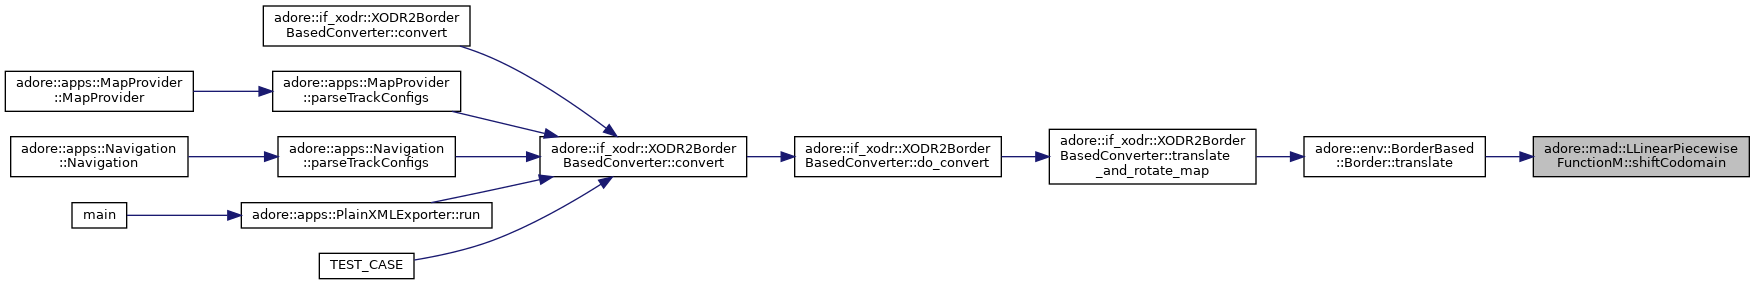 adore::if_xodr::XODR2Border
BasedConverter::convert
adore::apps::MapProvider
::MapProvider
adore::apps::MapProvider
::parseTrackConfigs
adore::apps::Navigation
::Navigation
adore::apps::Navigation
::parseTrackConfigs
adore::if_xodr::XODR2Border
BasedConverter::convert
adore::if_xodr::XODR2Border
BasedConverter::do_convert
adore::if_xodr::XODR2Border
BasedConverter::translate
_and_rotate_map
adore::env::BorderBased
::Border::translate
adore::mad::LLinearPiecewise
FunctionM::shiftCodomain
main
adore::apps::PlainXMLExporter::run
TEST_CASE